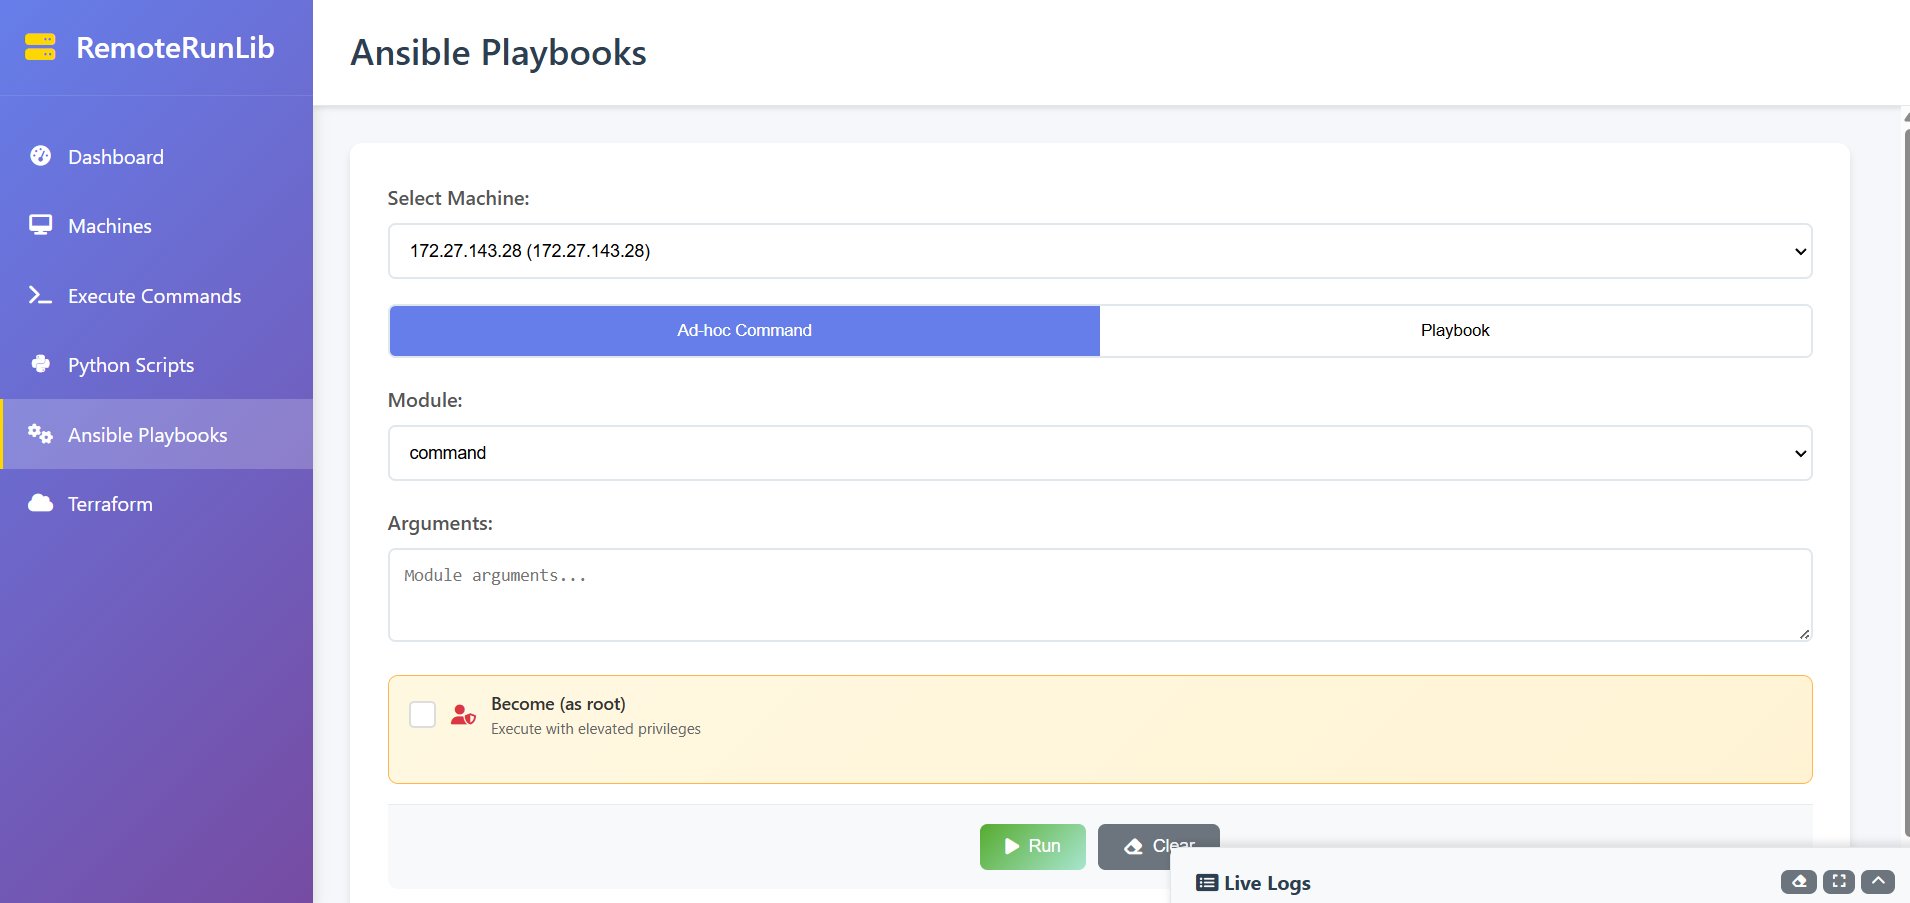 RemoteRunLib
Dashboard
Machines
Execute Commands
Python Scripts
Ansible Playbooks
Terraform
Ansible Playbooks
Select Machine:
172.27.143.28 (172.27.143.28)
Ad-hoc Command
Playbook
Module:
command
Arguments:
Module arguments...
Become (as root)
Execute with elevated privileges
Run
Clear
Live Logs